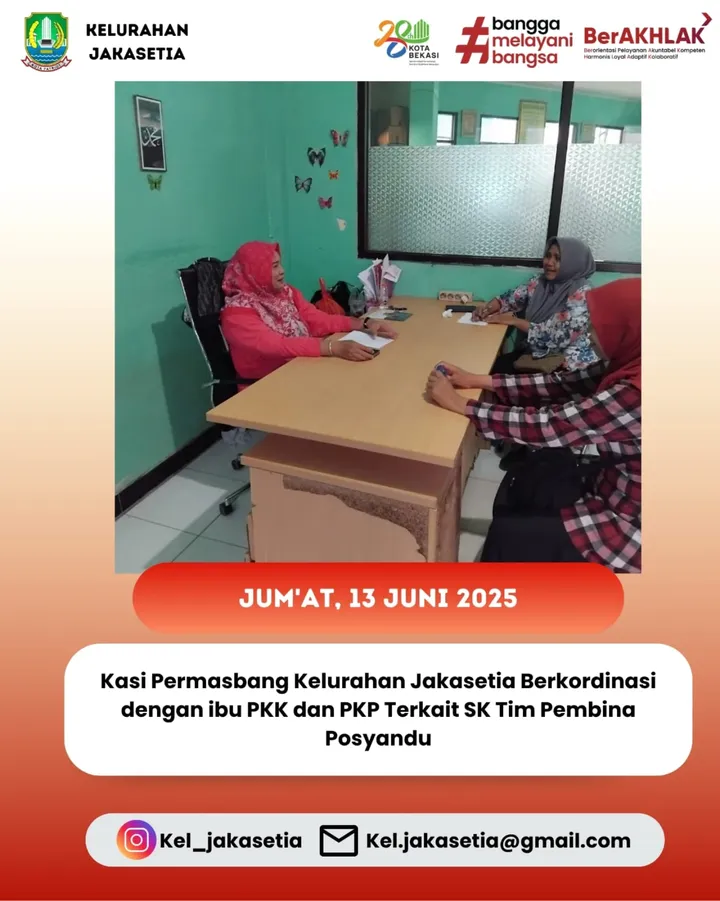 KELURAHAN
JAKASETIA
28
KOTA
BEKASI
#bangga
melayani
bangsa
BerAKHLAK
Berorientasi Pelayanan Akuntabel Kompeten
Harmonis Loyal Adaptif Kolaboratif
JUM'AT, 13 JUNI 2025
Kasi Permasbang Kelurahan Jakasetia Berkordinasi
dengan ibu PKK dan PKP Terkait SK Tim Pembina
Posyandu
Kel_jakasetia
Kel.jakasetia@gmail.com